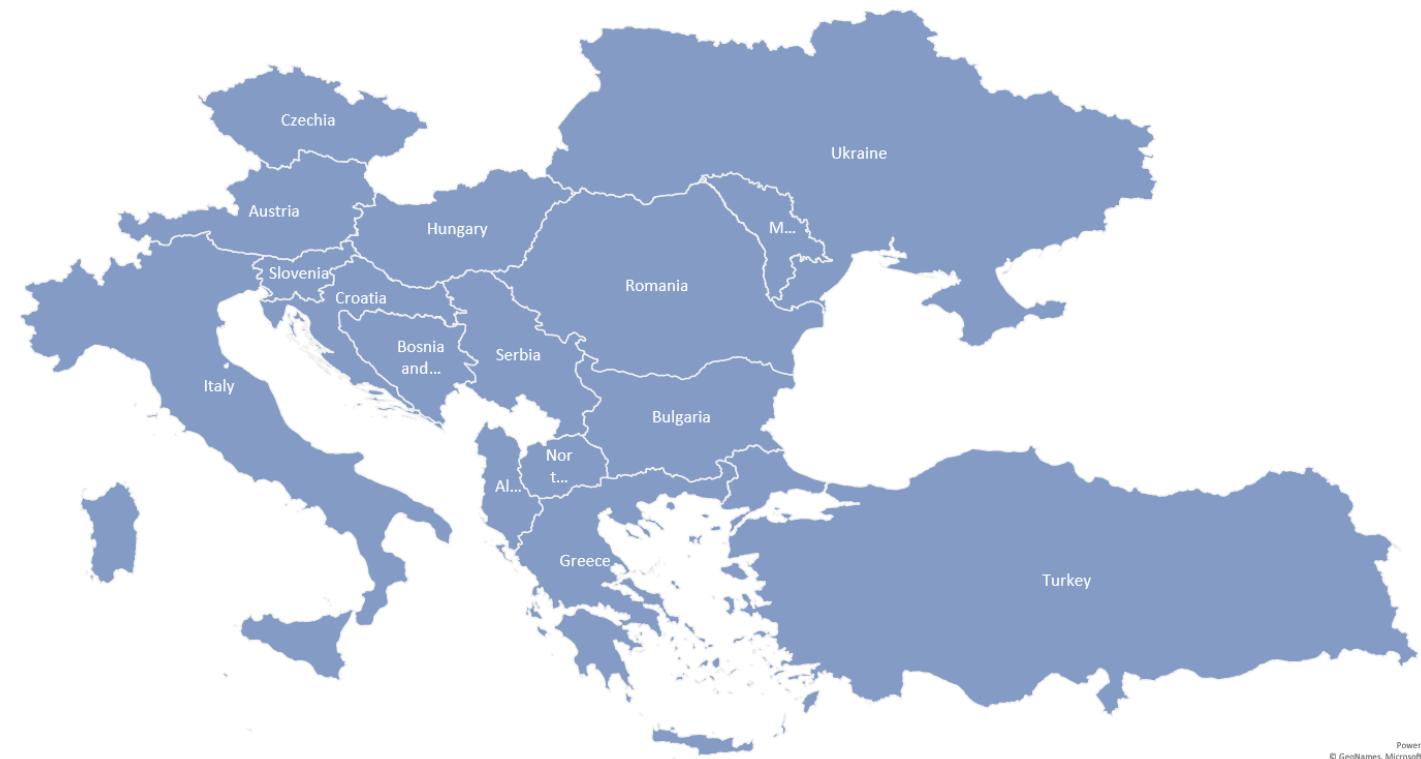 Czechia
Ukraine
Austria
Hungary
M...
Slovenia
Romania
Croatia
Bosnia
and...
Serbia
Italy
Bulgaria
Nor
t...
Al...
Greece
Turkey
Power
© GeoNames, Microsoft